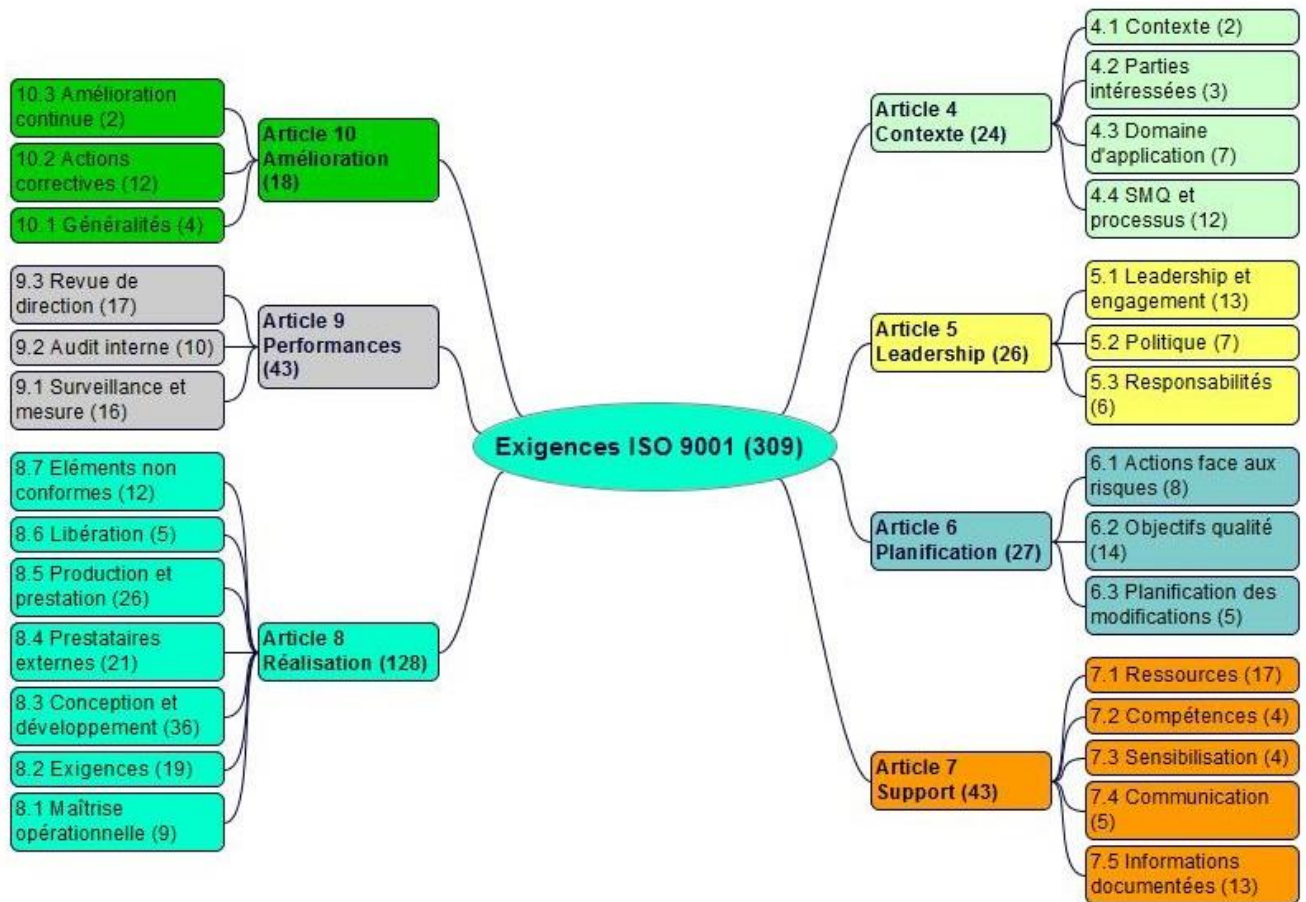 Exigences ISO 9001 (309)
Article 4
Contexte (24)
4.1 Contexte (2)
4.2 Parties
intéressées (3)
4.3 Domaine
d'application (7)
4.4 SMQ et
processus (12)
Article 5
Leadership (26)
5.1 Leadership et
engagement (13)
5.2 Politique (7)
5.3 Responsabilités
(6)
Article 6
Planification (27)
6.1 Actions face aux
risques (8)
6.2 Objectifs qualité
(14)
6.3 Planification des
modifications (5)
Article 7
Support (43)
7.1 Ressources (17)
7.2 Compétences (4)
7.3 Sensibilisation (4)
7.4 Communication
(5)
7.5 Informations
documentées (13)
Article 10
Amélioration
(18)
10.3 Amélioration
continue (2)
10.2 Actions
correctives (12)
10.1 Généralités (4)
Article 9
Performances
(43)
9.3 Revue de
direction (17)
9.2 Audit interne (10)
9.1 Surveillance et
mesure (16)
Article 8
Réalisation (128)
8.7 Eléments non
conformes (12)
8.6 Libération (5)
8.5 Production et
prestation (26)
8.4 Prestataires
externes (21)
8.3 Conception et
développement (36)
8.2 Exigences (19)
8.1 Maîtrise
opérationnelle (9)